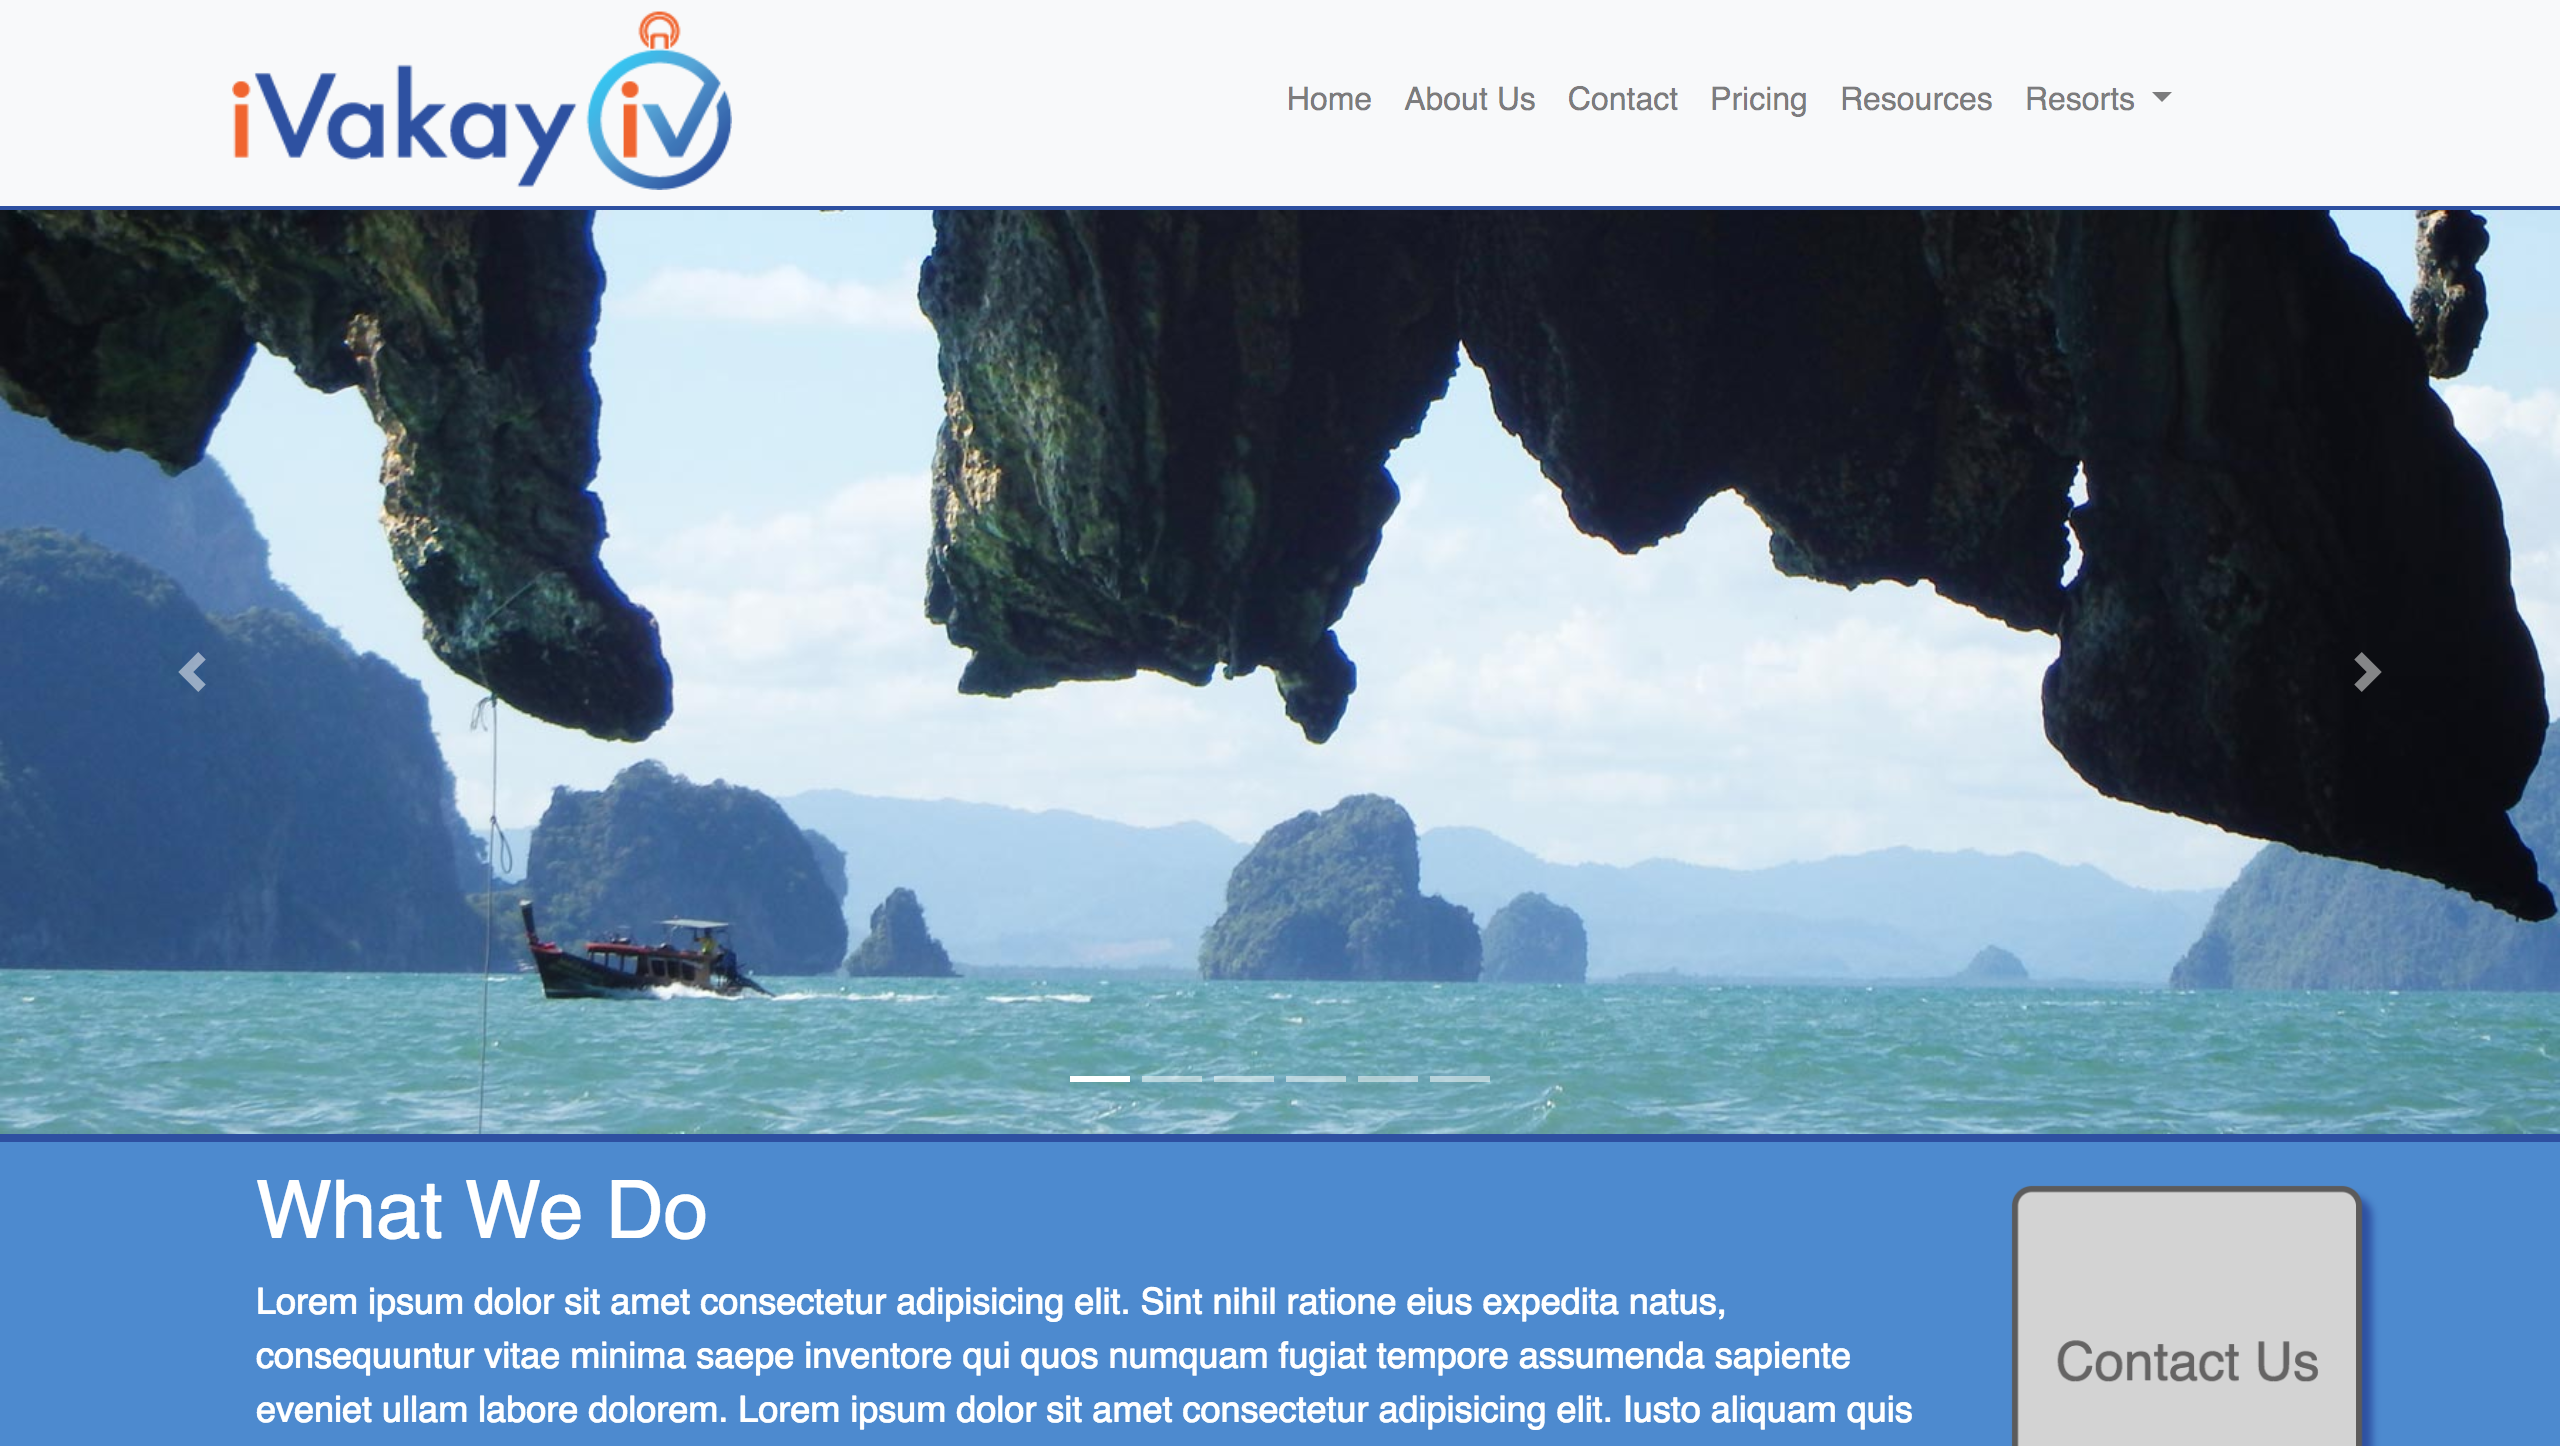 iVakay iv
Home About Us Contact Pricing Resources Resorts
What We Do
Lorem ipsum dolor sit amet consectetur adipisicing elit. Sint nihil ratione eius expedita natus,
consequuntur vitae minima saepe inventore qui quos numquam fugiat tempore assumenda sapiente
eveniet ullam labore dolorem. Lorem ipsum dolor sit amet consectetur adipisicing elit. Iusto aliquam quis
Contact Us